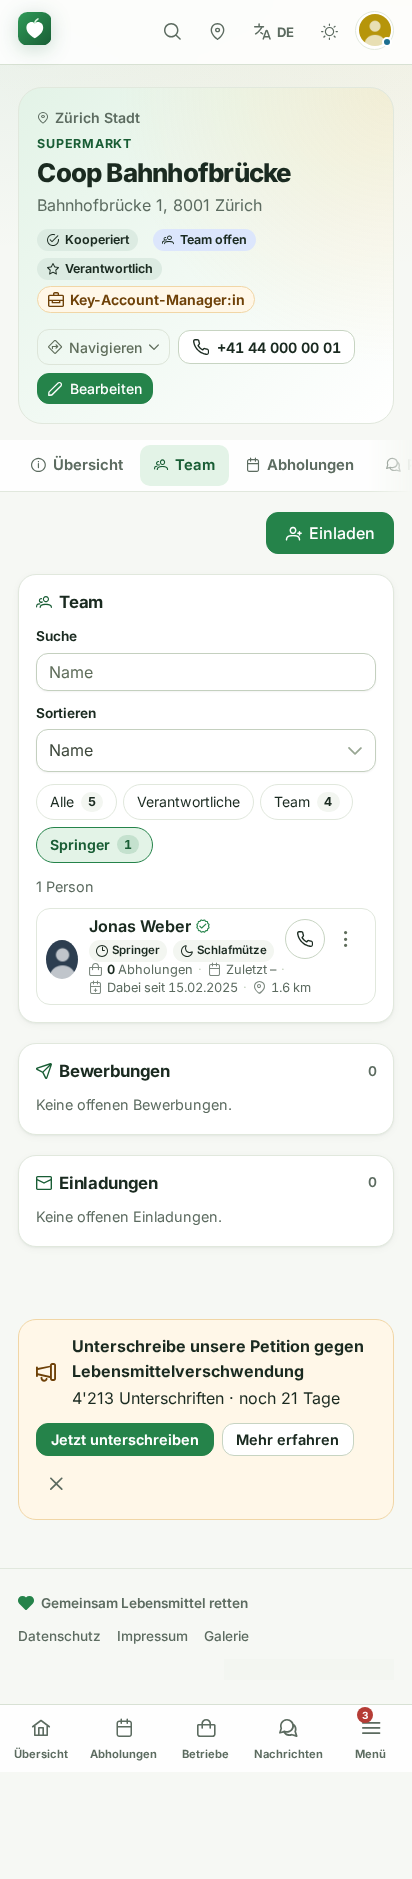 DE
Zürich Stadt
SUPERMARKT
Coop Bahnhofbrücke
Bahnhofbrücke 1, 8001 Zürich
Kooperiert Team offen
Verantwortlich
Key-Account-Manager:in
Navigieren +41 44 000 00 01
Bearbeiten
Übersicht Team Abholungen
Einladen
Team
Suche
Name
Sortieren
Name
Alle 5 Verantwortliche Team 4
Springer 1
1 Person
Jonas Weber
Springer Schlafmütze
0 Abholungen · Zuletzt – ·
Dabei seit 15.02.2025 · 1.6 km
Bewerbungen 0
Keine offenen Bewerbungen.
Einladungen 0
Keine offenen Einladungen.
Unterschreibe unsere Petition gegen
Lebensmittelverschwendung
4'213 Unterschriften · noch 21 Tage
Jetzt unterschreiben Mehr erfahren
Gemeinsam Lebensmittel retten
Datenschutz Impressum Galerie
3
Übersicht Abholungen Betriebe Nachrichten Menü